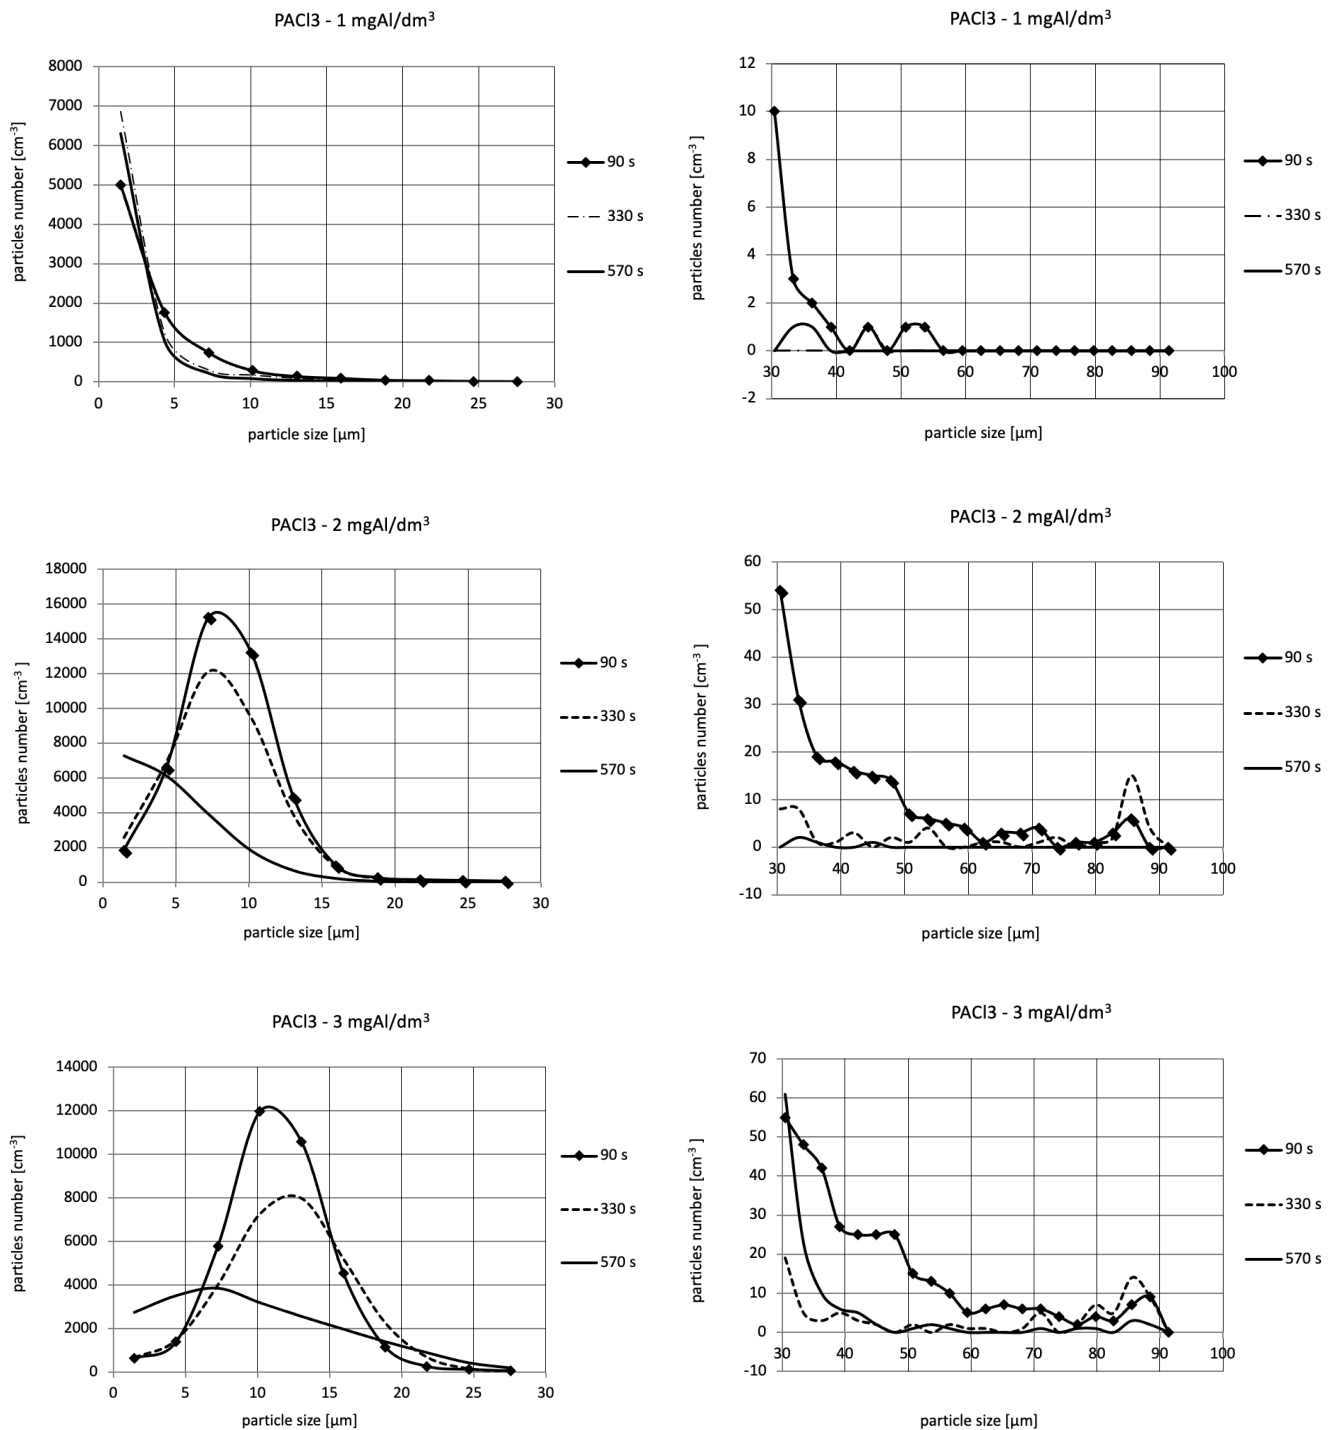 PACl3 - 1 mgAl/dm³
8000
7000
6000
5000
4000
3000
2000
1000
0
0 5 10 15 20 25 30
particles number [cm⁻³]
particle size [µm]
90 s
330 s
570 s
PACl3 - 1 mgAl/dm³
12
10
8
6
4
2
0
-2
30 40 50 60 70 80 90 100
particles number [cm⁻³ ]
particle size [µm]
90 s
330 s
570 s
PACl3 - 2 mgAl/dm³
18000
16000
14000
12000
10000
8000
6000
4000
2000
0
0 5 10 15 20 25 30
particles number [cm⁻³ ]
particle size [µm]
90 s
330 s
570 s
PACl3 - 2 mgAl/dm³
60
50
40
30
20
10
0
-10
30 40 50 60 70 80 90 100
particles number [cm⁻³ ]
particle size [µm]
90 s
330 s
570 s
PACl3 - 3 mgAl/dm³
14000
12000
10000
8000
6000
4000
2000
0
0 5 10 15 20 25 30
particles number [cm⁻³]
particle size [µm]
90 s
330 s
570 s
PACl3 - 3 mgAl/dm³
70
60
50
40
30
20
10
0
-10
30 40 50 60 70 80 90 100
particles number [cm⁻³ ]
particle size [µm]
90 s
330 s
570 s